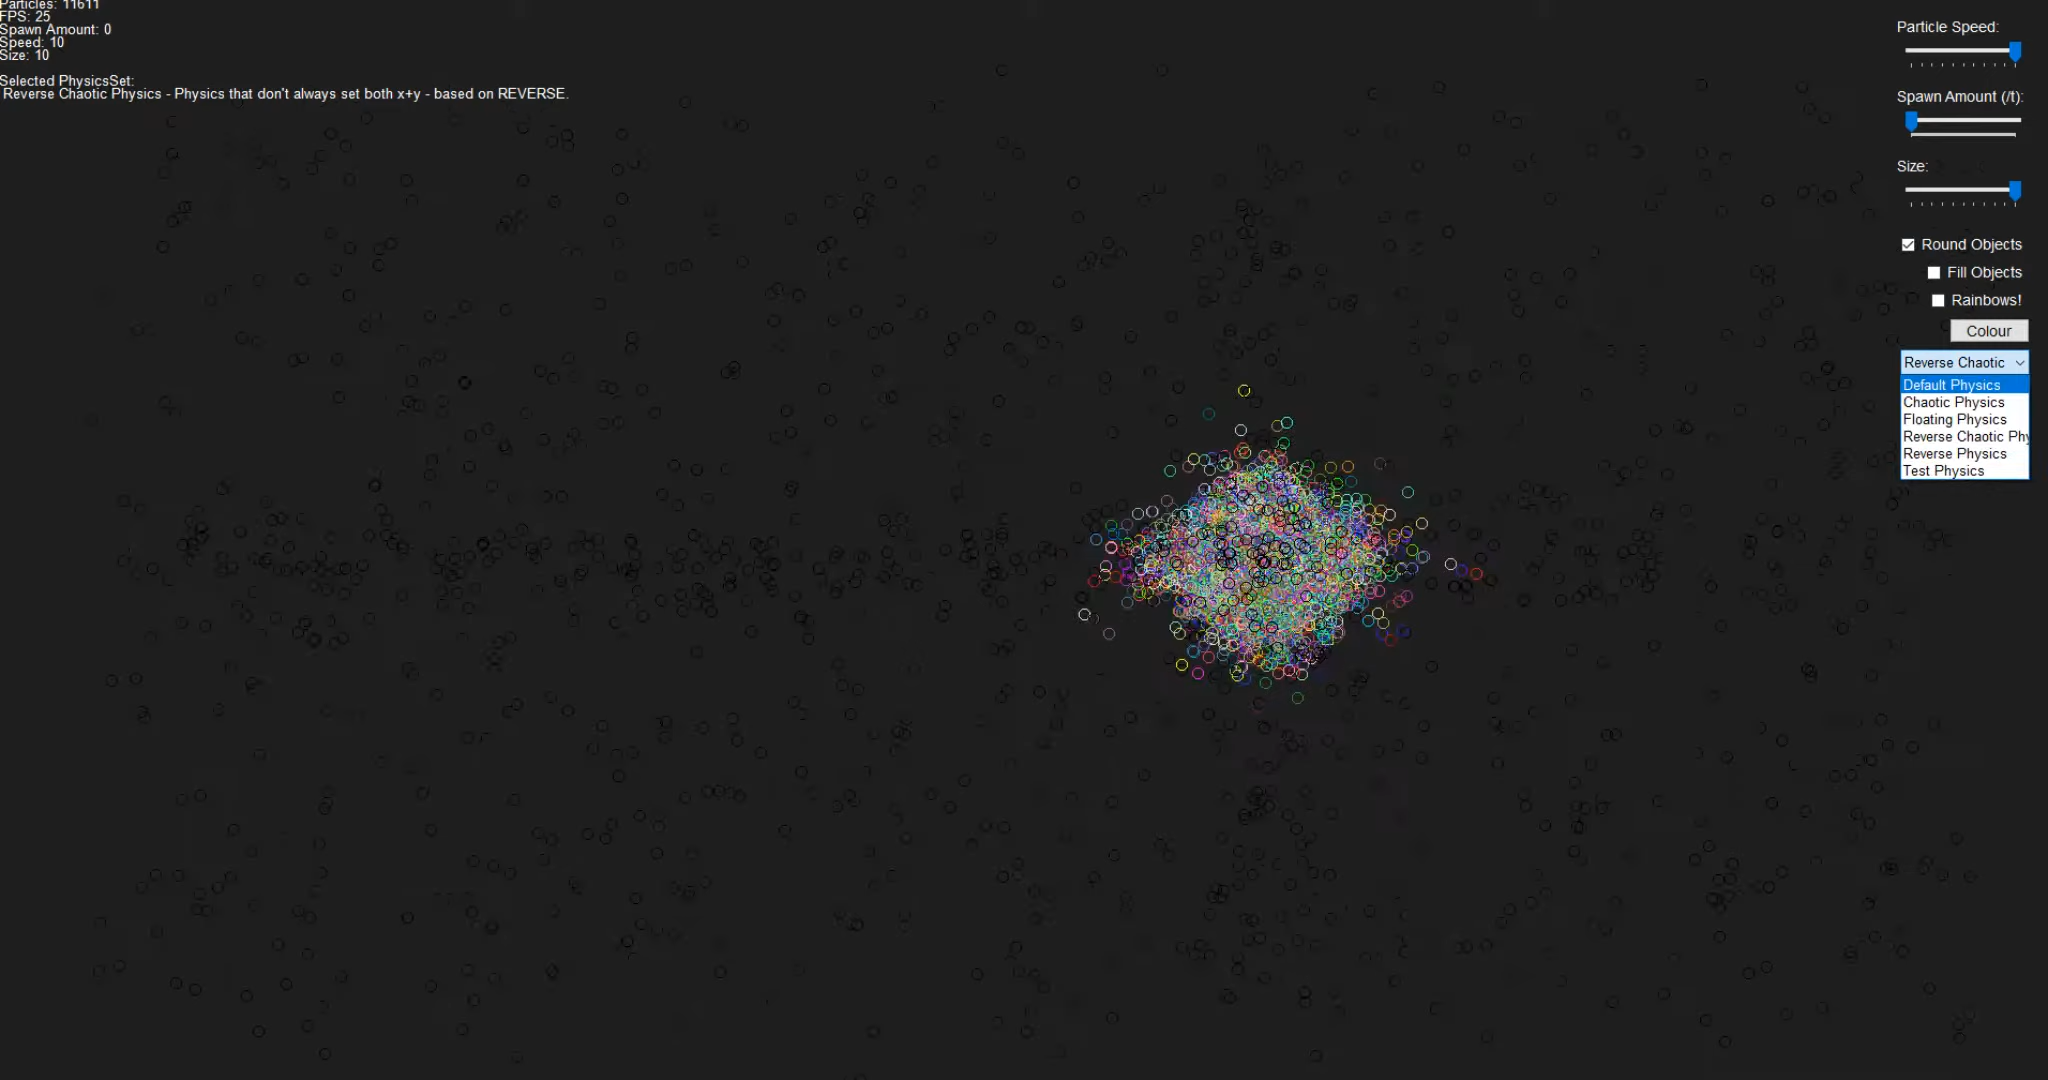 Particles: 11611
FPS: 25
Spawn Amount: 0
Speed: 10
Size: 10
Selected PhysicsSet:
Reverse Chaotic Physics - Physics that don't always set both x+y - based on REVERSE.
Particle Speed:
Spawn Amount (/t):
Size:
Round Objects
Fill Objects
Rainbows!
Colour
Reverse Chaotic
Default Physics
Chaotic Physics
Floating Physics
Reverse Chaotic Phy
Reverse Physics
Test Physics